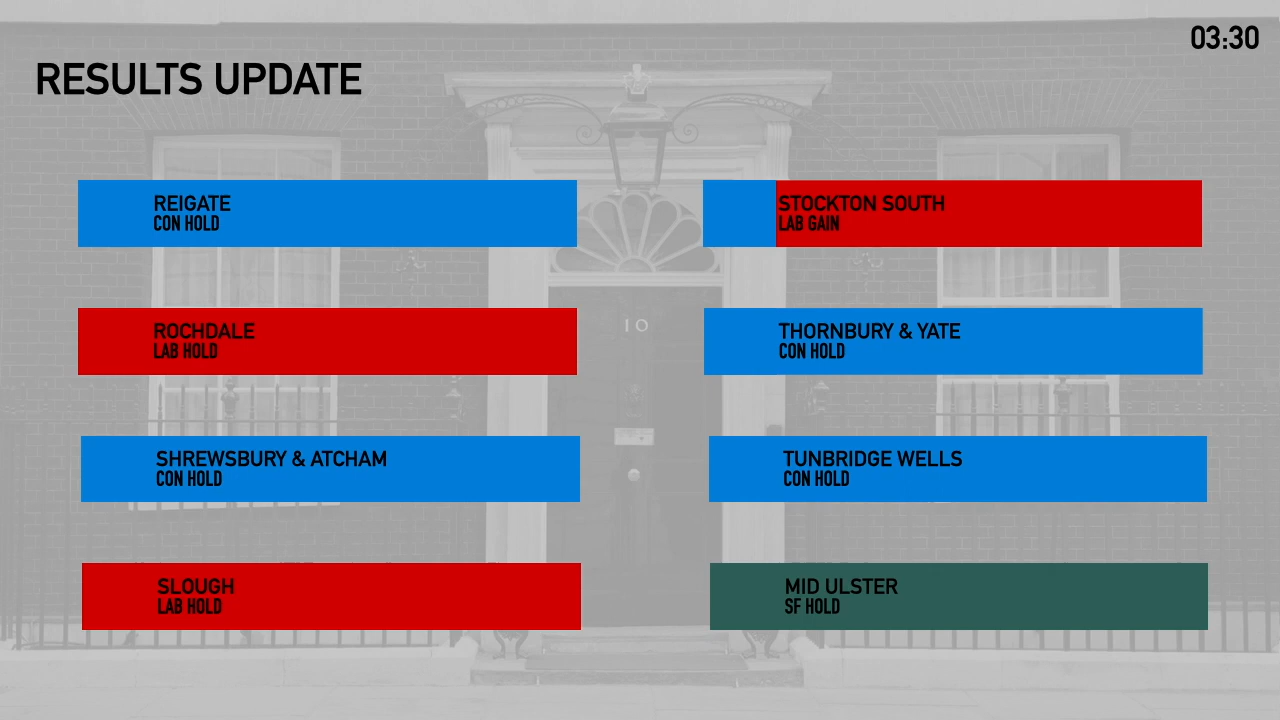 03:30
RESULTS UPDATE
REIGATE
CON HOLD
STOCKTON SOUTH
LAB GAIN
ROCHDALE
LAB HOLD
THORNBURY & YATE
CON HOLD
SHREWSBURY & ATCHAM
CON HOLD
TUNBRIDGE WELLS
CON HOLD
SLOUGH
LAB HOLD
MID ULSTER
SF HOLD
10